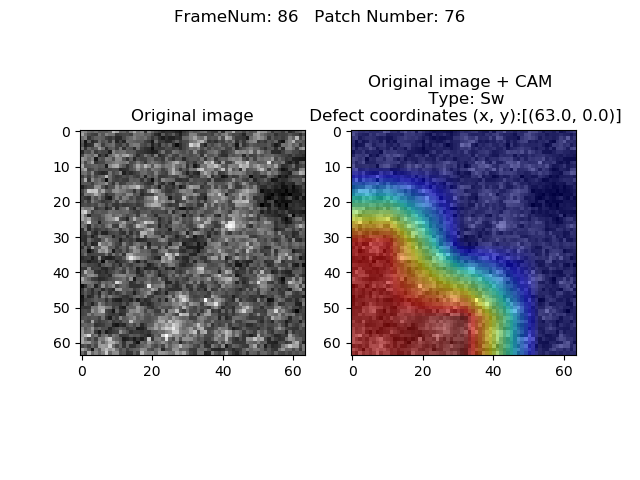 FrameNum: 86   Patch Number: 76
Original image
Original image + CAM
Type: Sw
Defect coordinates (x, y):[(63.0, 0.0)]
0
10
20
30
40
50
60
0 20 40 60
0
10
20
30
40
50
60
0 20 40 60